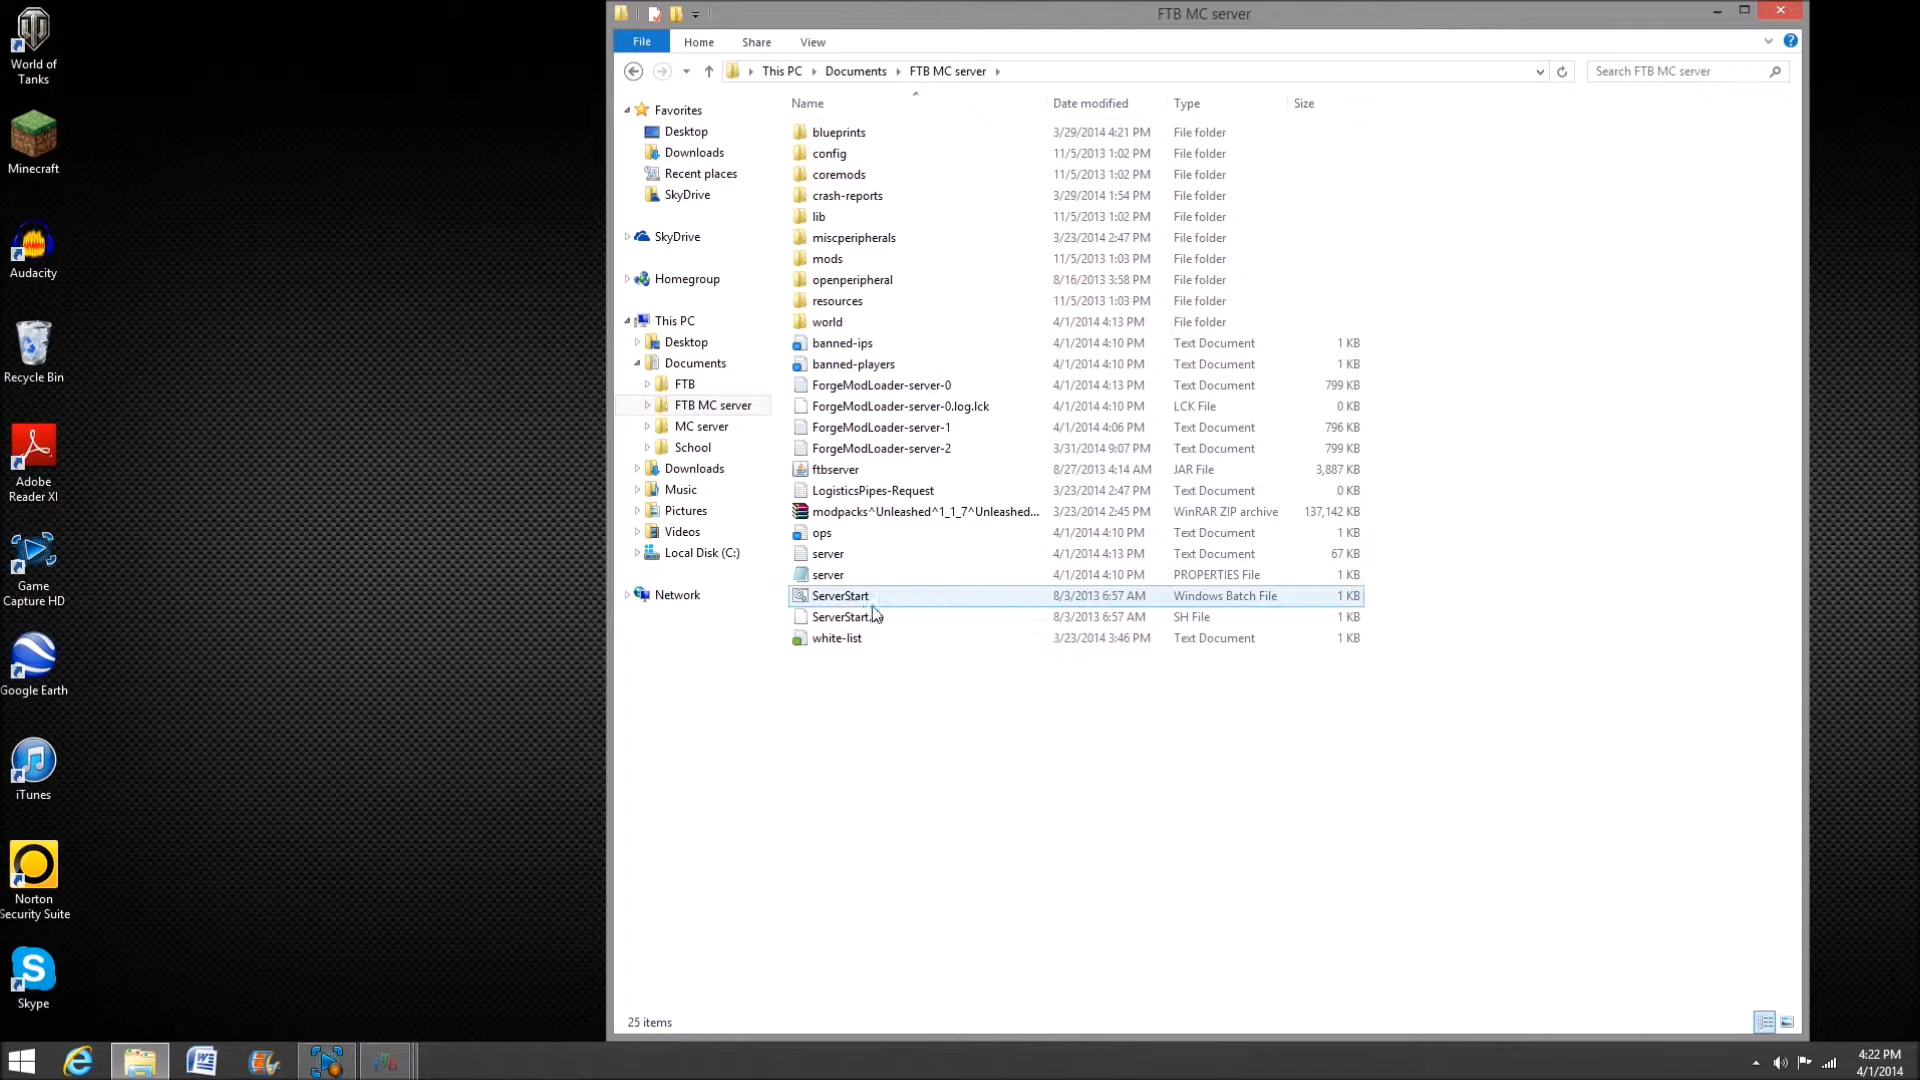 World of
Tanks
Minecraft
Audacity
Recycle Bin
Adobe
Reader XI
Game
Capture HD
Google Earth
iTunes
Norton
Security Suite
Skype
FTB MC server
File Home Share View
This PC Documents FTB MC server
Search FTB MC server
Favorites
Desktop
Downloads
Recent places
SkyDrive
SkyDrive
Homegroup
This PC
Desktop
Documents
FTB
FTB MC server
MC server
School
Downloads
Music
Pictures
Videos
Local Disk (C:)
Network
Name Date modified Type Size
blueprints 3/29/2014 4:21 PM File folder
config 11/5/2013 1:02 PM File folder
coremods 11/5/2013 1:02 PM File folder
crash-reports 3/29/2014 1:54 PM File folder
lib 11/5/2013 1:02 PM File folder
miscperipherals 3/23/2014 2:47 PM File folder
mods 11/5/2013 1:03 PM File folder
openperipheral 8/16/2013 3:58 PM File folder
resources 11/5/2013 1:03 PM File folder
world 4/1/2014 4:13 PM File folder
banned-ips 4/1/2014 4:10 PM Text Document 1 KB
banned-players 4/1/2014 4:10 PM Text Document 1 KB
ForgeModLoader-server-0 4/1/2014 4:13 PM Text Document 799 KB
ForgeModLoader-server-0.log.lck 4/1/2014 4:10 PM LCK File 0 KB
ForgeModLoader-server-1 4/1/2014 4:06 PM Text Document 796 KB
ForgeModLoader-server-2 3/31/2014 9:07 PM Text Document 799 KB
ftbserver 8/27/2013 4:14 AM JAR File 3,887 KB
LogisticsPipes-Request 3/23/2014 2:47 PM Text Document 0 KB
modpacks^Unleashed^1_1_7^Unleashed... 3/23/2014 2:45 PM WinRAR ZIP archive 137,142 KB
ops 4/1/2014 4:10 PM Text Document 1 KB
server 4/1/2014 4:13 PM Text Document 67 KB
server 4/1/2014 4:10 PM PROPERTIES File 1 KB
ServerStart 8/3/2013 6:57 AM Windows Batch File 1 KB
ServerStart. 8/3/2013 6:57 AM SH File 1 KB
white-list 3/23/2014 3:46 PM Text Document 1 KB
25 items
4:22 PM
4/1/2014